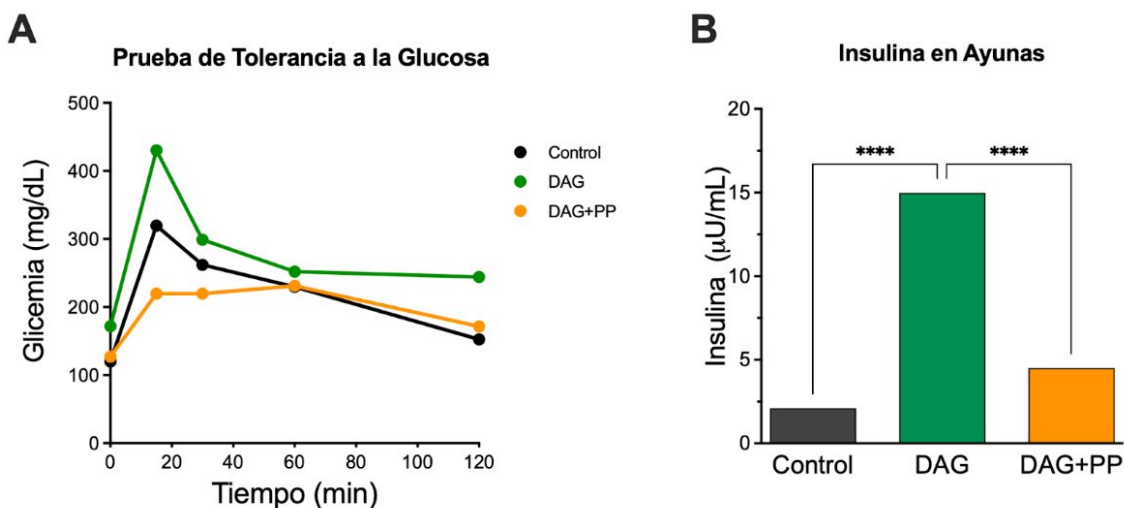 A
Prueba de Tolerancia a la Glucosa
Glicemia (mg/dL)
500
400
300
200
100
0
0
20
40
60
80
100
120
Tiempo (min)
Control
DAG
DAG+PP
B
Insulina en Ayunas
Insulina (μU/mL)
20
15
10
5
0
****
****
Control
DAG
DAG+PP